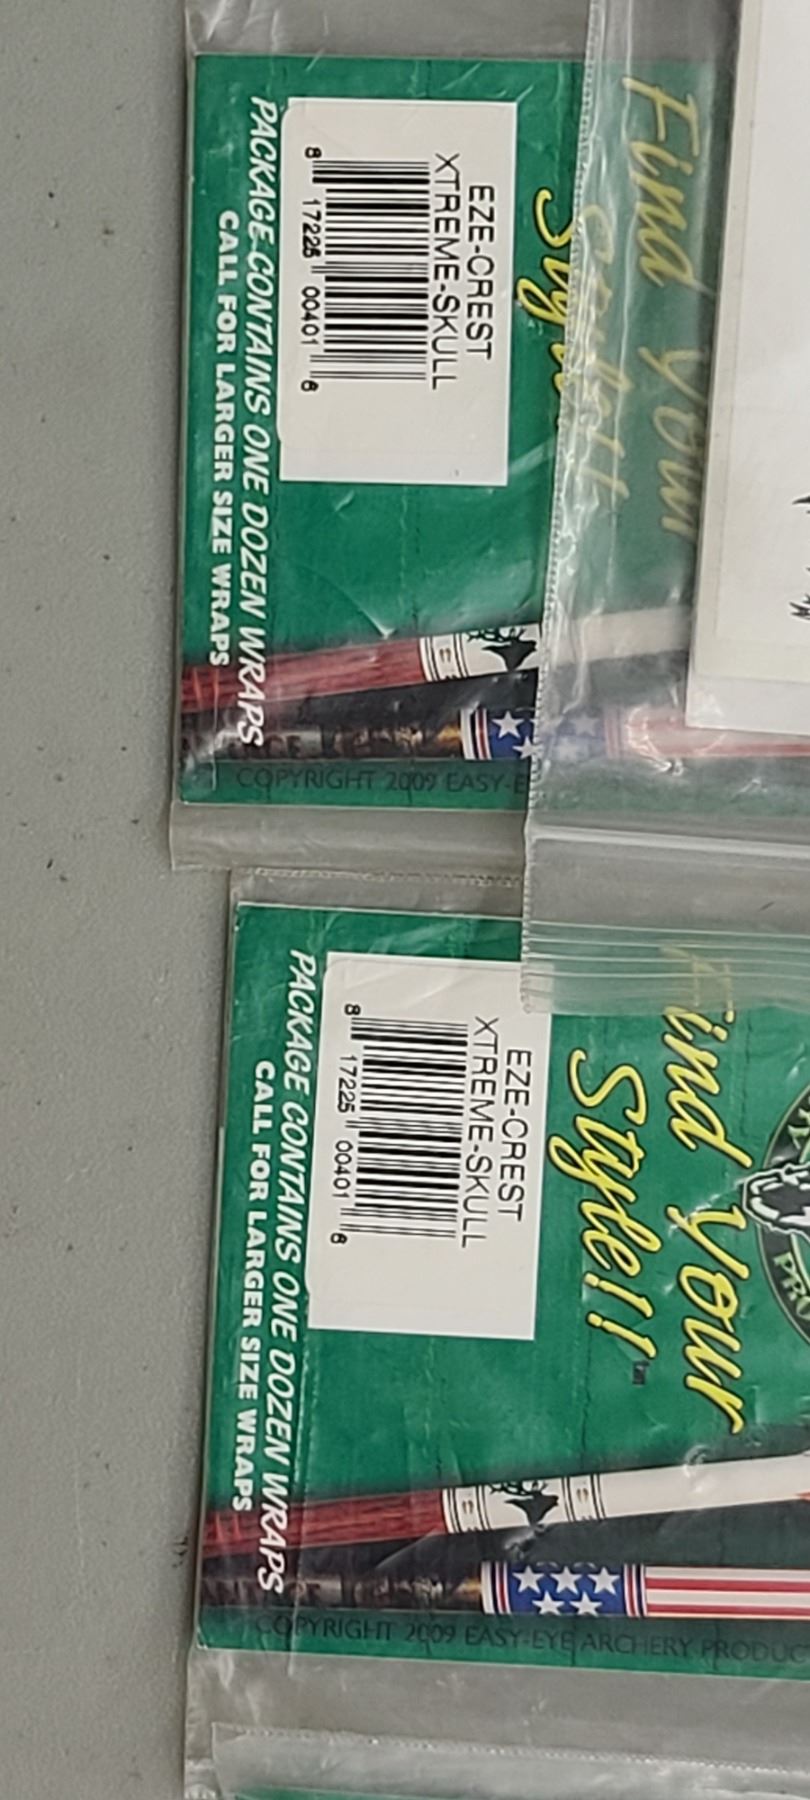 Find Your
Style!!
EZE-CREST
XTREME-SKULL
8 17225 00401 6
PACKAGE CONTAINS ONE DOZEN WRAPS
CALL FOR LARGER SIZE WRAPS
COPYRIGHT 2009 EASY-E
Find Your
Style!!
EZE-CREST
XTREME-SKULL
8 17225 00401 6
PACKAGE CONTAINS ONE DOZEN WRAPS
CALL FOR LARGER SIZE WRAPS
COPYRIGHT 2009 EASY-EYE ARCHERY PRODUC
PRO